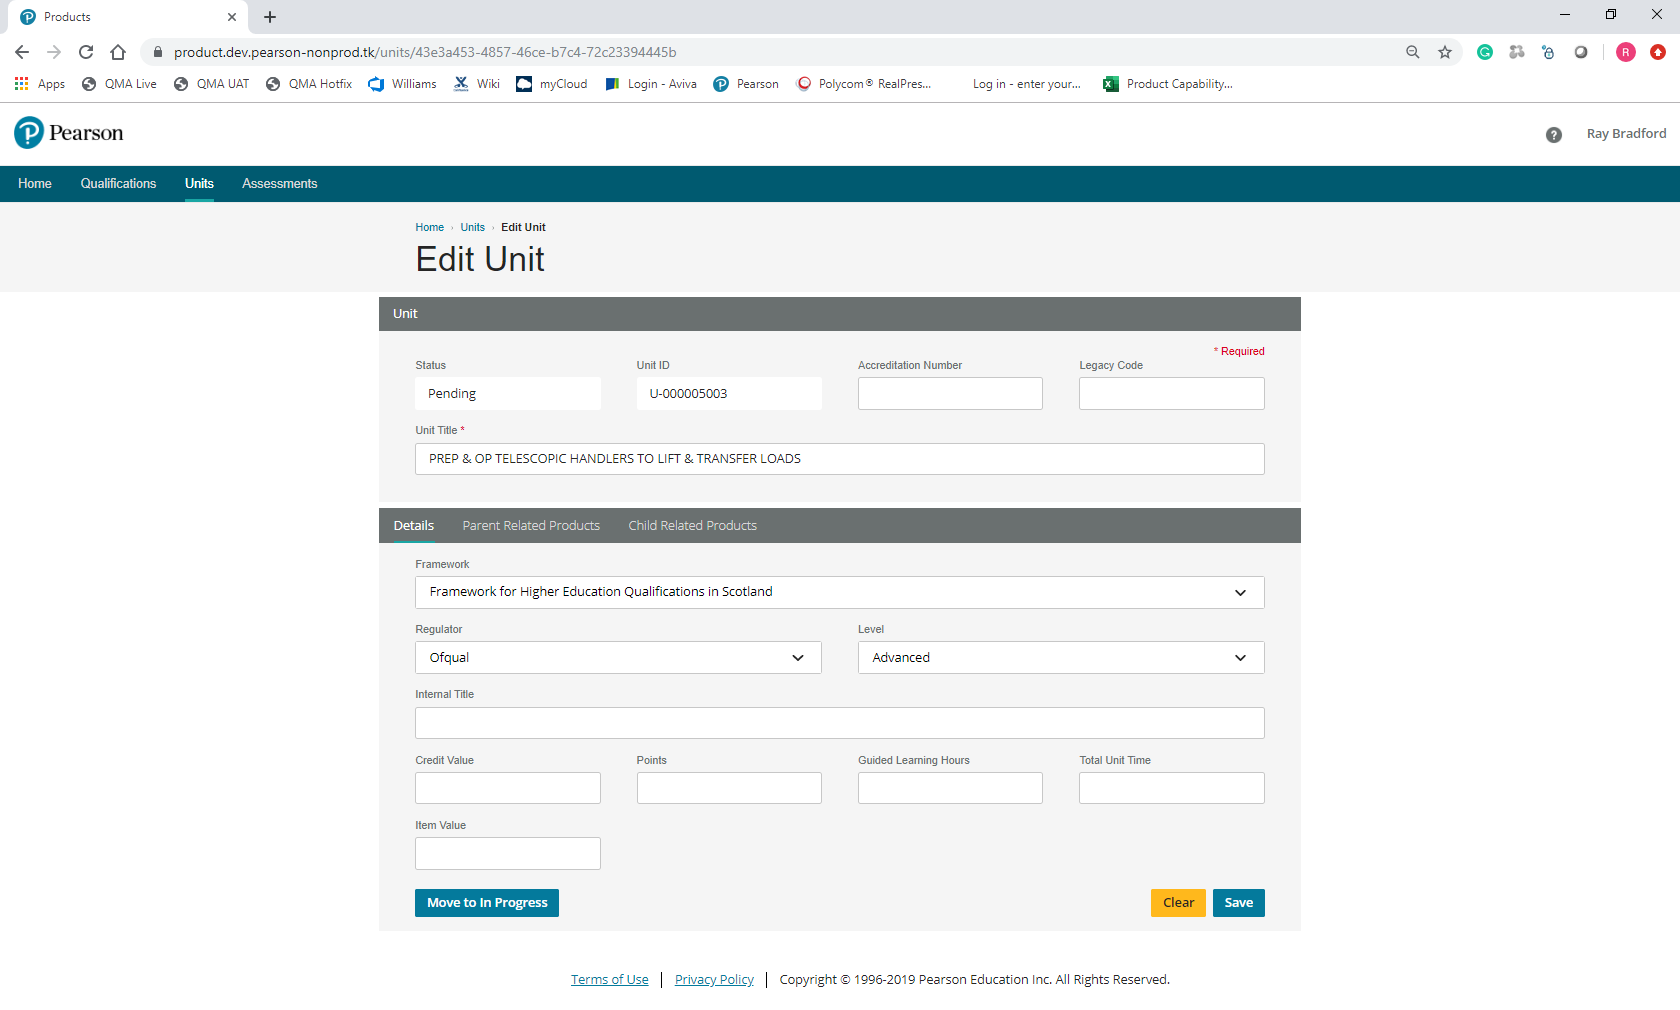 Products
product.dev.pearson-nonprod.tk/units/43e3a453-4857-46ce-b7c4-72c23394445b
R
Apps QMA Live QMA UAT QMA Hotfix Williams Wiki myCloud Login - Aviva Pearson Polycom® RealPres... Log in - enter your... Product Capability...
Pearson
? Ray Bradford
Home Qualifications Units Assessments
Home › Units › Edit Unit
Edit Unit
Unit
* Required
Status Unit ID Accreditation Number Legacy Code
Pending U-000005003
Unit Title *
PREP & OP TELESCOPIC HANDLERS TO LIFT & TRANSFER LOADS
Details Parent Related Products Child Related Products
Framework
Framework for Higher Education Qualifications in Scotland
Regulator Level
Ofqual Advanced
Internal Title
Credit Value Points Guided Learning Hours Total Unit Time
Item Value
Move to In Progress Clear Save
Terms of Use | Privacy Policy | Copyright © 1996-2019 Pearson Education Inc. All Rights Reserved.